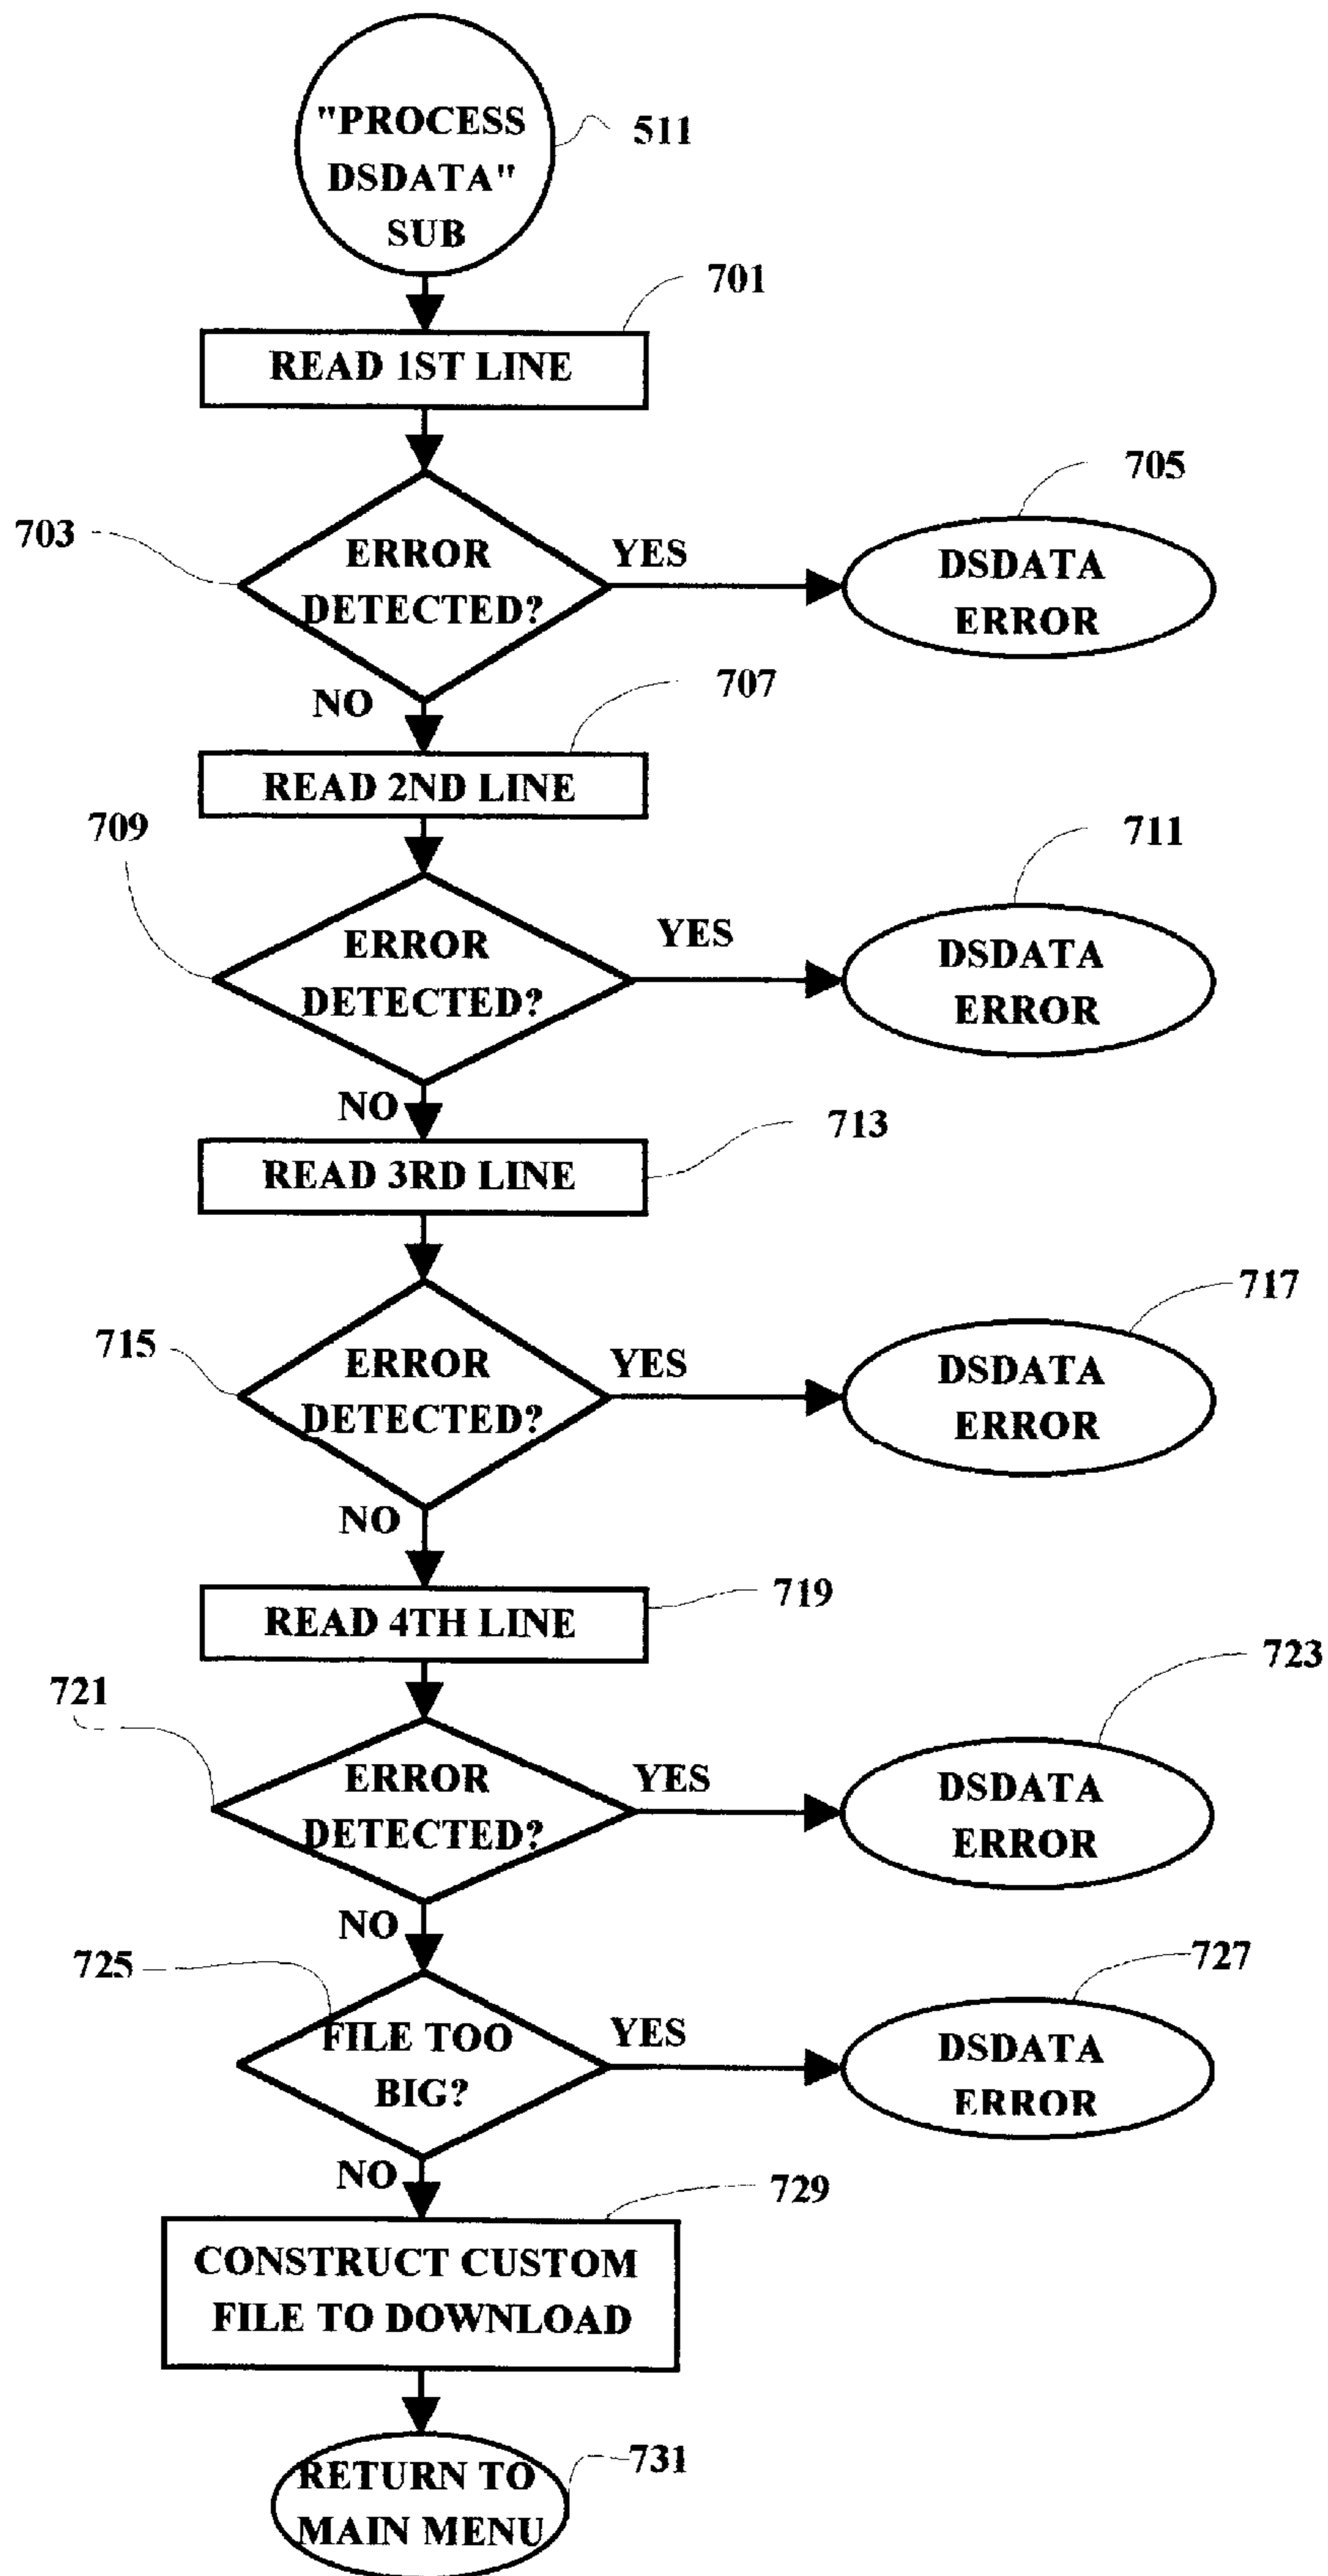 "PROCESS
DSDATA"
SUB
511
701
READ 1ST LINE
703
ERROR
DETECTED?
YES
705
DSDATA
ERROR
NO
707
READ 2ND LINE
709
ERROR
DETECTED?
YES
711
DSDATA
ERROR
NO
713
READ 3RD LINE
715
ERROR
DETECTED?
YES
717
DSDATA
ERROR
NO
719
READ 4TH LINE
721
ERROR
DETECTED?
YES
723
DSDATA
ERROR
NO
725
FILE TOO
BIG?
YES
727
DSDATA
ERROR
NO
729
CONSTRUCT CUSTOM
FILE TO DOWNLOAD
731
RETURN TO
MAIN MENU